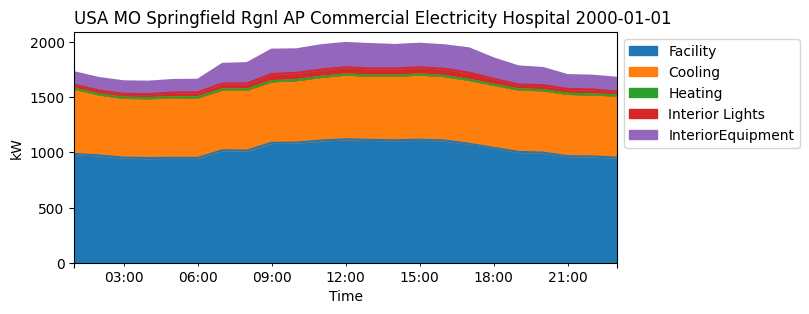 USA MO Springfield Rgnl AP Commercial Electricity Hospital 2000-01-01
2000
1500
1000
500
0
kW
03:00 06:00 09:00 12:00 15:00 18:00 21:00
Time
Facility
Cooling
Heating
Interior Lights
InteriorEquipment